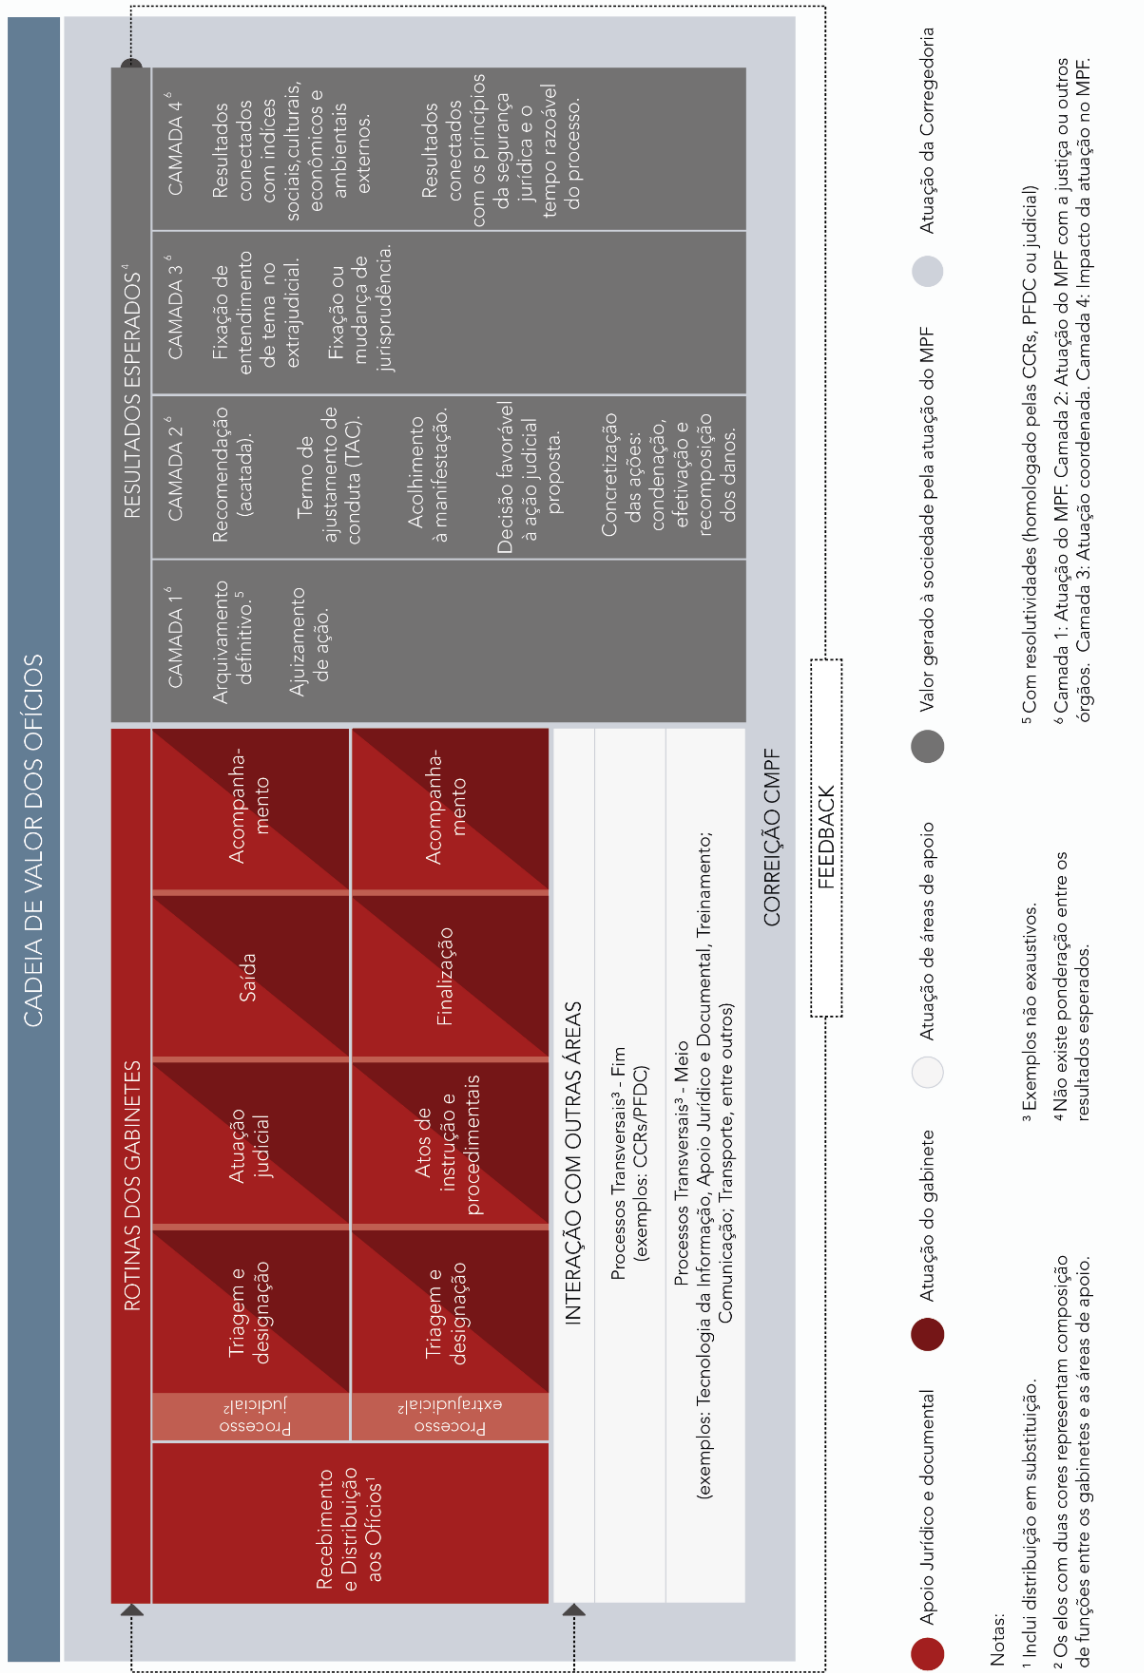 CADEIA DE VALOR DOS OFÍCIOS
ROTINAS DOS GABINETES
Recebimento
e Distribuição
aos Ofícios¹
Processo
judicial²
Triagem e
designação
Atuação
judicial
Saída
Acompanha-
mento
Processo
extrajudicial²
Triagem e
designação
Atos de
instrução e
procedimentais
Finalização
Acompanha-
mento
INTERAÇÃO COM OUTRAS ÁREAS
Processos Transversais³ - Fim
(exemplos: CCRs/PFDC)
Processos Transversais³ - Meio
(exemplos: Tecnologia da Informação, Apoio Jurídico e Documental, Treinamento;
Comunicação; Transporte, entre outros)
RESULTADOS ESPERADOS⁴
CAMADA 1⁶
Arquivamento
definitivo.⁵
Ajuizamento
de ação.
CAMADA 2⁶
Recomendação
(acatada).
Termo de
ajustamento de
conduta (TAC).
Acolhimento
à manifestação.
Decisão favorável
à ação judicial
proposta.
Concretização
das ações:
condenação,
efetivação e
recomposição
dos danos.
CAMADA 3⁶
Fixação de
entendimento
de tema no
extrajudicial.
Fixação ou
mudança de
jurisprudência.
CAMADA 4⁶
Resultados
conectados
com indíces
sociais,culturais,
econômicos e
ambientais
externos.
Resultados
conectados
com os princípios
da segurança
jurídica e o
tempo razoável
do processo.
CORREIÇÃO CMPF
FEEDBACK
Apoio Jurídico e documental
Atuação do gabinete
Atuação de áreas de apoio
Valor gerado à sociedade pela atuação do MPF
Atuação da Corregedoria
Notas:
¹ Inclui distribuição em substituição.
² Os elos com duas cores representam composição
de funções entre os gabinetes e as áreas de apoio.
³ Exemplos não exaustivos.
⁴ Não existe ponderação entre os
resultados esperados.
⁵ Com resolutividades (homologado pelas CCRs, PFDC ou judicial)
⁶ Camada 1: Atuação do MPF. Camada 2: Atuação do MPF com a justiça ou outros
órgãos. Camada 3: Atuação coordenada. Camada 4: Impacto da atuação no MPF.